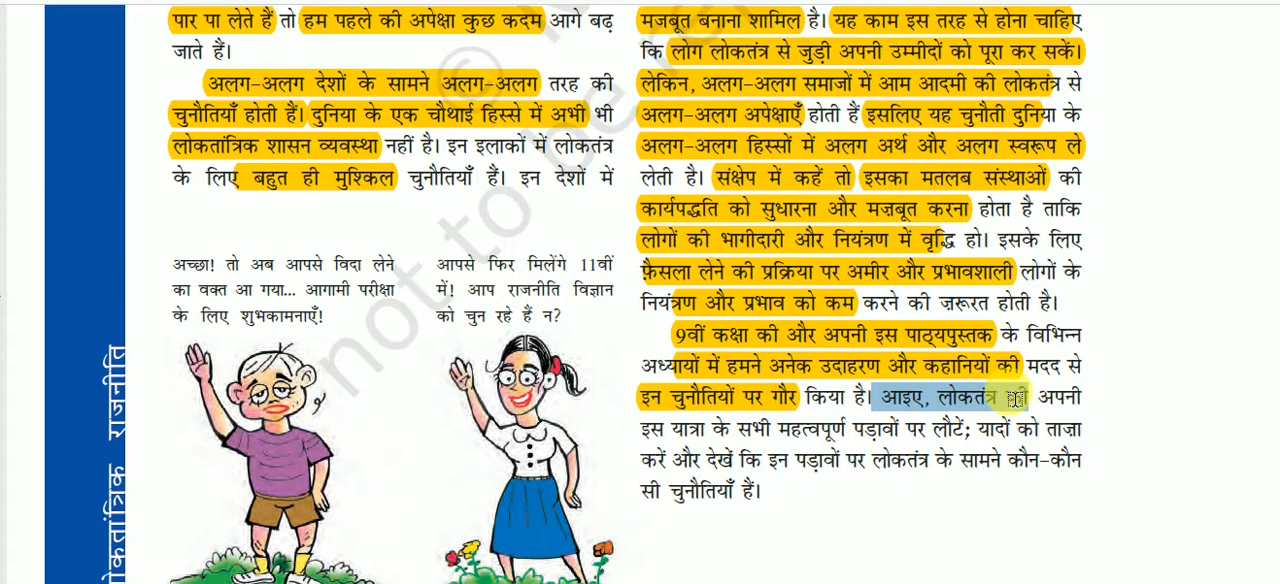 पार पा लेते हैं तो हम पहले की अपेक्षा कुछ कदम आगे बढ़
जाते हैं।
अलग-अलग देशों के सामने अलग-अलग तरह की
चुनौतियाँ होती हैं। दुनिया के एक चौथाई हिस्से में अभी भी
लोकतांत्रिक शासन व्यवस्था नहीं है। इन इलाकों में लोकतंत्र
के लिए बहुत ही मुश्किल चुनौतियाँ हैं। इन देशों में
अच्छा! तो अब आपसे विदा लेने
का वक्त आ गया... आगामी परीक्षा
के लिए शुभकामनाएँ!
आपसे फिर मिलेंगे 11वीं
में! आप राजनीति विज्ञान
को चुन रहे हैं न?
मजबूत बनाना शामिल है। यह काम इस तरह से होना चाहिए
कि लोग लोकतंत्र से जुड़ी अपनी उम्मीदों को पूरा कर सकें।
लेकिन, अलग-अलग समाजों में आम आदमी की लोकतंत्र से
अलग-अलग अपेक्षाएँ होती हैं इसलिए यह चुनौती दुनिया के
अलग-अलग हिस्सों में अलग अर्थ और अलग स्वरूप ले
लेती है। संक्षेप में कहें तो इसका मतलब संस्थाओं की
कार्यपद्धति को सुधारना और मज़बूत करना होता है ताकि
लोगों की भागीदारी और नियंत्रण में वृद्धि हो। इसके लिए
फ़ैसला लेने की प्रक्रिया पर अमीर और प्रभावशाली लोगों के
नियंत्रण और प्रभाव को कम करने की ज़रूरत होती है।
9वीं कक्षा की और अपनी इस पाठ्यपुस्तक के विभिन्न
अध्यायों में हमने अनेक उदाहरण और कहानियों की मदद से
इन चुनौतियों पर गौर किया है। आइए, लोकतंत्र की अपनी
इस यात्रा के सभी महत्वपूर्ण पड़ावों पर लौटें; यादों को ताजा
करें और देखें कि इन पड़ावों पर लोकतंत्र के सामने कौन-कौन
सी चुनौतियाँ हैं।
राजनीति
©
not to be re